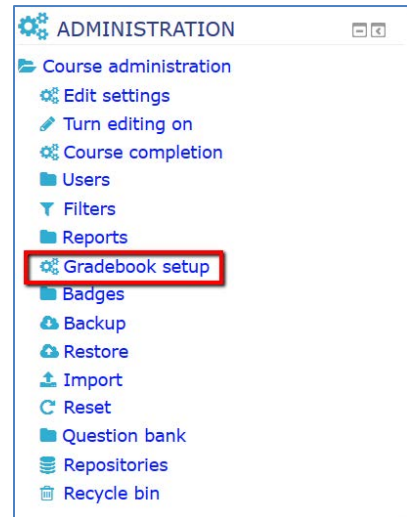 ADMINISTRATION
Course administration
Edit settings
Turn editing on
Course completion
Users
Filters
Reports
Gradebook setup
Badges
Backup
Restore
Import
Reset
Question bank
Repositories
Recycle bin